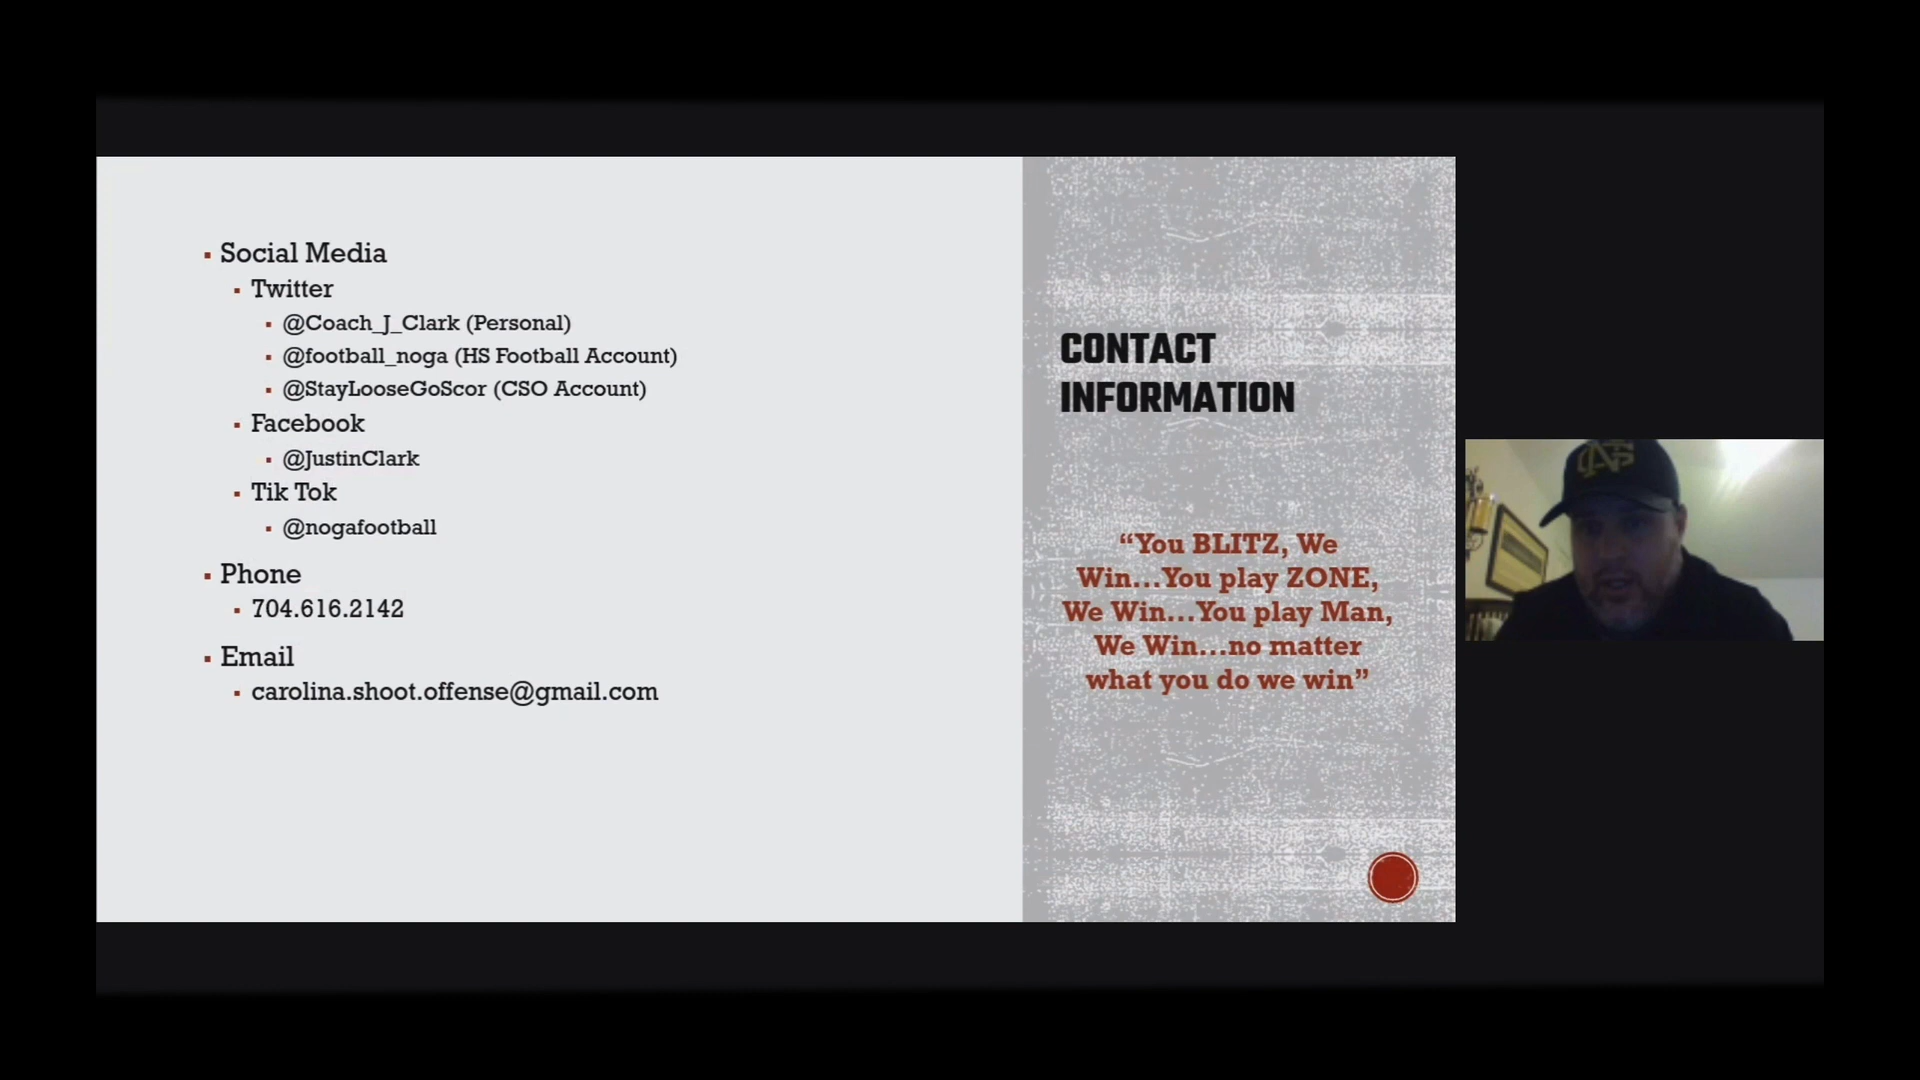 Social Media
Twitter
@Coach_J_Clark (Personal)
@football_noga (HS Football Account)
@StayLooseGoScor (CSO Account)
Facebook
@JustinClark
Tik Tok
@nogafootball
Phone
704.616.2142
Email
carolina.shoot.offense@gmail.com
CONTACT
INFORMATION
“You BLITZ, We
Win...You play ZONE,
We Win...You play Man,
We Win...no matter
what you do we win”